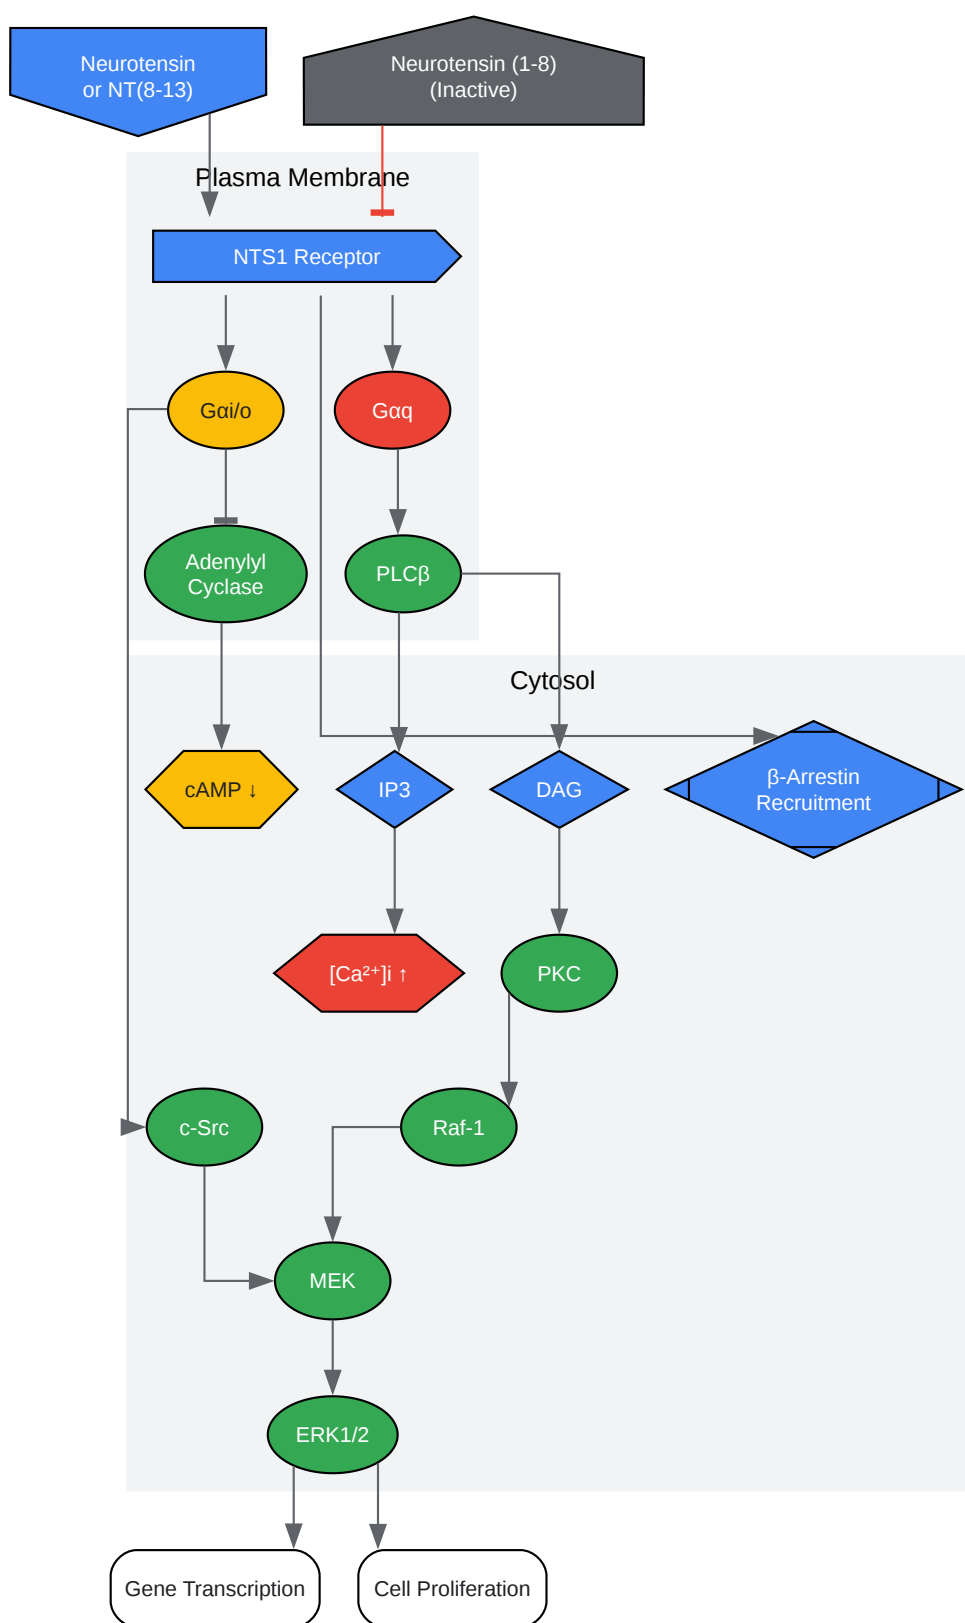 Neurotensin
or NT(8-13)
Neurotensin (1-8)
(Inactive)
Plasma Membrane
NTS1 Receptor
Gαi/o
Gαq
Adenylyl
Cyclase
PLCβ
Cytosol
cAMP ↓
IP3
DAG
β-Arrestin
Recruitment
[Ca²⁺]i ↑
PKC
c-Src
Raf-1
MEK
ERK1/2
Gene Transcription
Cell Proliferation